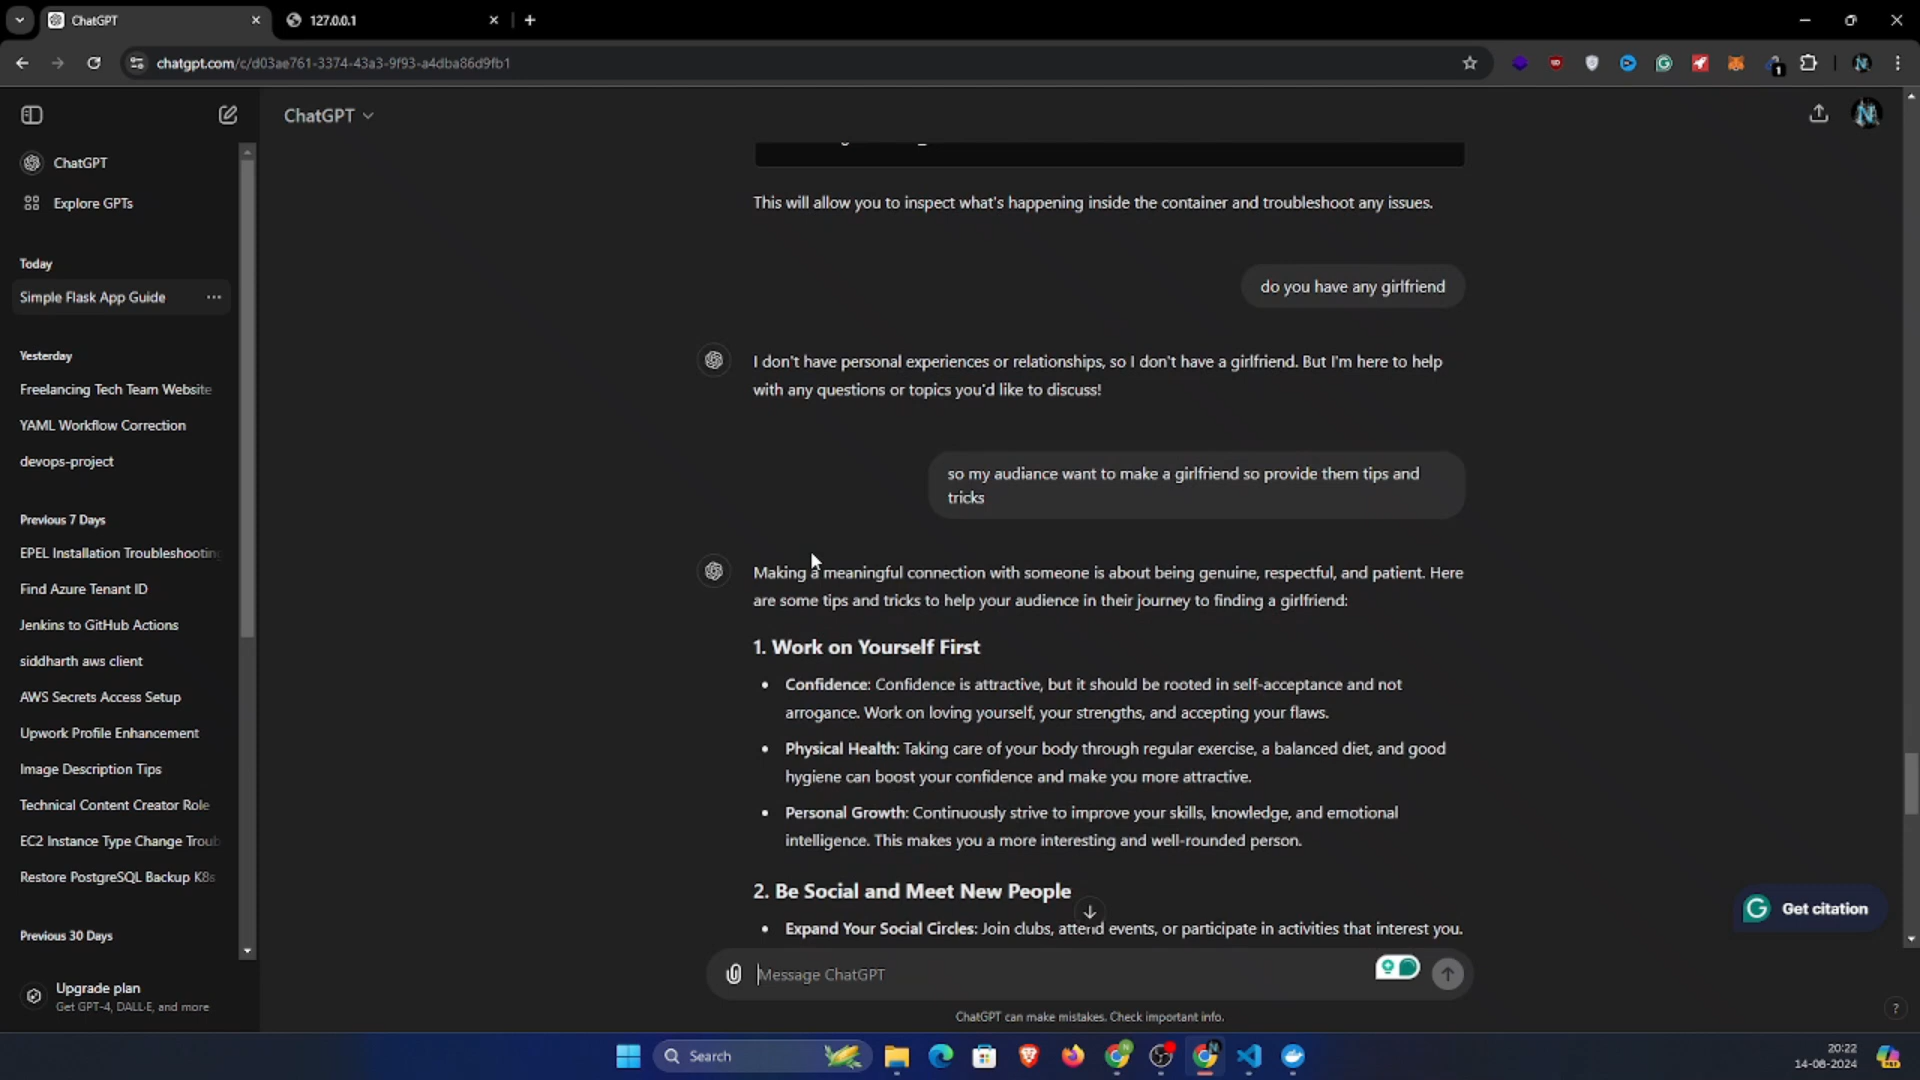 ChatGPT
127.0.0.1
chatgpt.com/c/d03ae761-3374-43a3-9f93-a4dba86d9fb1
ChatGPT
Explore GPTs
Today
Simple Flask App Guide
Yesterday
Freelancing Tech Team Website
YAML Workflow Correction
devops-project
Previous 7 Days
EPEL Installation Troubleshooting
Find Azure Tenant ID
Jenkins to GitHub Actions
siddharth aws client
AWS Secrets Access Setup
Upwork Profile Enhancement
Image Description Tips
Technical Content Creator Role
EC2 Instance Type Change Troub
Restore PostgreSQL Backup K8s
Previous 30 Days
Upgrade plan
Get GPT-4, DALL·E, and more
ChatGPT
This will allow you to inspect what's happening inside the container and troubleshoot any issues.
do you have any girlfriend
I don't have personal experiences or relationships, so I don't have a girlfriend. But I'm here to help
with any questions or topics you'd like to discuss!
so my audiance want to make a girlfriend so provide them tips and
tricks
Making a meaningful connection with someone is about being genuine, respectful, and patient. Here
are some tips and tricks to help your audience in their journey to finding a girlfriend:
1. Work on Yourself First
• Confidence: Confidence is attractive, but it should be rooted in self-acceptance and not
arrogance. Work on loving yourself, your strengths, and accepting your flaws.
• Physical Health: Taking care of your body through regular exercise, a balanced diet, and good
hygiene can boost your confidence and make you more attractive.
• Personal Growth: Continuously strive to improve your skills, knowledge, and emotional
intelligence. This makes you a more interesting and well-rounded person.
2. Be Social and Meet New People
• Expand Your Social Circles: Join clubs, attend events, or participate in activities that interest you.
Message ChatGPT
ChatGPT can make mistakes. Check important info.
Get citation
?
Search
20:22
14-08-2024